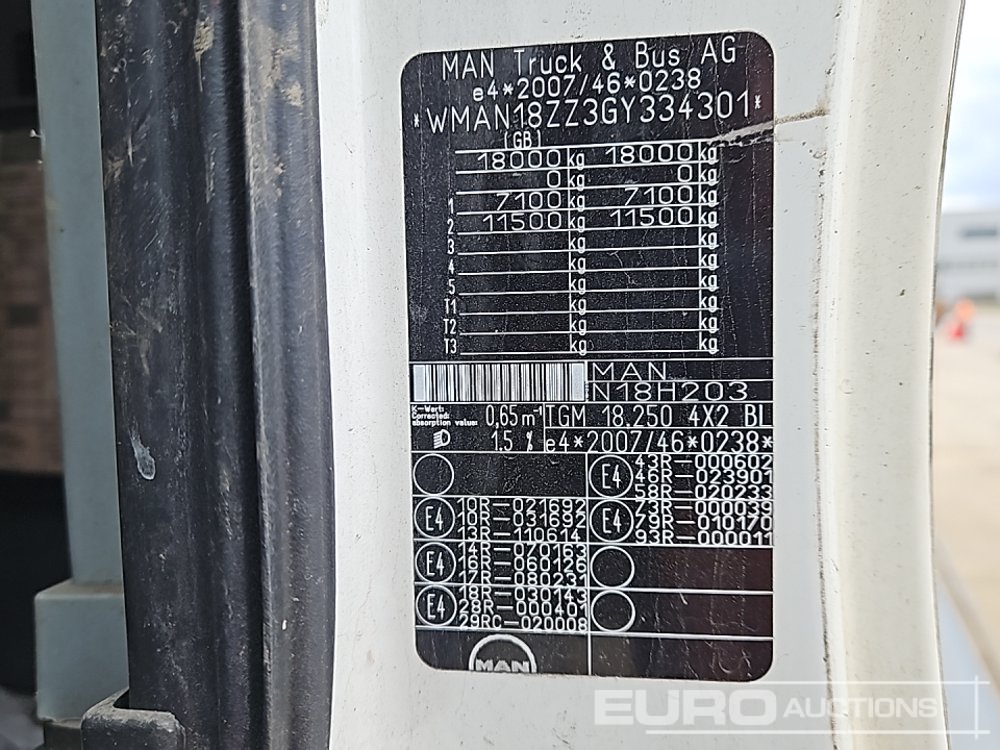 MAN Truck & Bus AG
e4*2007/46*0238
*WMAN18ZZ3GY334301*
(GB)
18000 kg 18000 kg
0 kg 0 kg
1 7100 kg 7100 kg
2 11500 kg 11500 kg
3 kg kg
4 kg kg
5 kg kg
T1 kg kg
T2 kg kg
T3 kg kg
MAN
N18H203
K-Wert:
Corrected
absorption value: 0,65 m⁻¹ TGM 18.250 4X2 BL
1.5 % e4*2007/46*0238*
E4 43R-000602
46R-023901
58R-020233
E4 10R-021692
10R-031692
13R-110614
E4 73R-000039
79R-010170
93R-000011
E4 14R-070163
16R-060126
17R-080231
E4 18R-030143
28R-000401
29RC-020008
MAN
EURO AUCTIONS